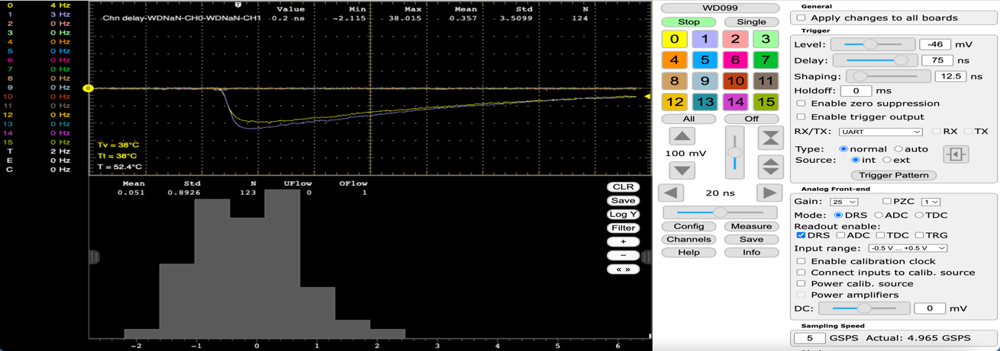 0 4 Hz
1 3 Hz
2 0 Hz
3 0 Hz
4 0 Hz
5 0 Hz
6 0 Hz
7 0 Hz
8 0 Hz
9 0 Hz
10 0 Hz
11 0 Hz
12 0 Hz
13 0 Hz
14 0 Hz
15 0 Hz
T 2 Hz
E 0 Hz
C 0 Hz
T
Value Min Max Mean Std N
Chn delay-WDNaN-CH0-WDNaN-CH1 0.2 ns -2.115 38.015 0.357 3.5099 124
0
Tv = 38°C
Tt = 38°C
T = 52.4°C
Mean Std N UFlow OFlow
0.051 0.8926 123 0 1
CLR
Save
Log Y
Filter
+
−
« »
-2 -1 0 1 2 3 4 5 6
WD099
Stop Single
0 1 2 3
4 5 6 7
8 9 10 11
12 13 14 15
All Off
100 mV
20 ns
Config Measure
Channels Save
Help Info
General
Apply changes to all boards
Trigger
Level: -46 mV
Delay: 75 ns
Shaping: 12.5 ns
Holdoff: 0 ms
Enable zero suppression
Enable trigger output
RX/TX: UART RX TX
Type: normal auto
Source: int ext
Trigger Pattern
Analog Front-end
Gain: 25 PZC 1
Mode: DRS ADC TDC
Readout enable:
DRS ADC TDC TRG
Input range: -0.5 V ... +0.5 V
Enable calibration clock
Connect inputs to calib. source
Power calib. source
Power amplifiers
DC: 0 mV
Sampling Speed
5 GSPS Actual: 4.965 GSPS